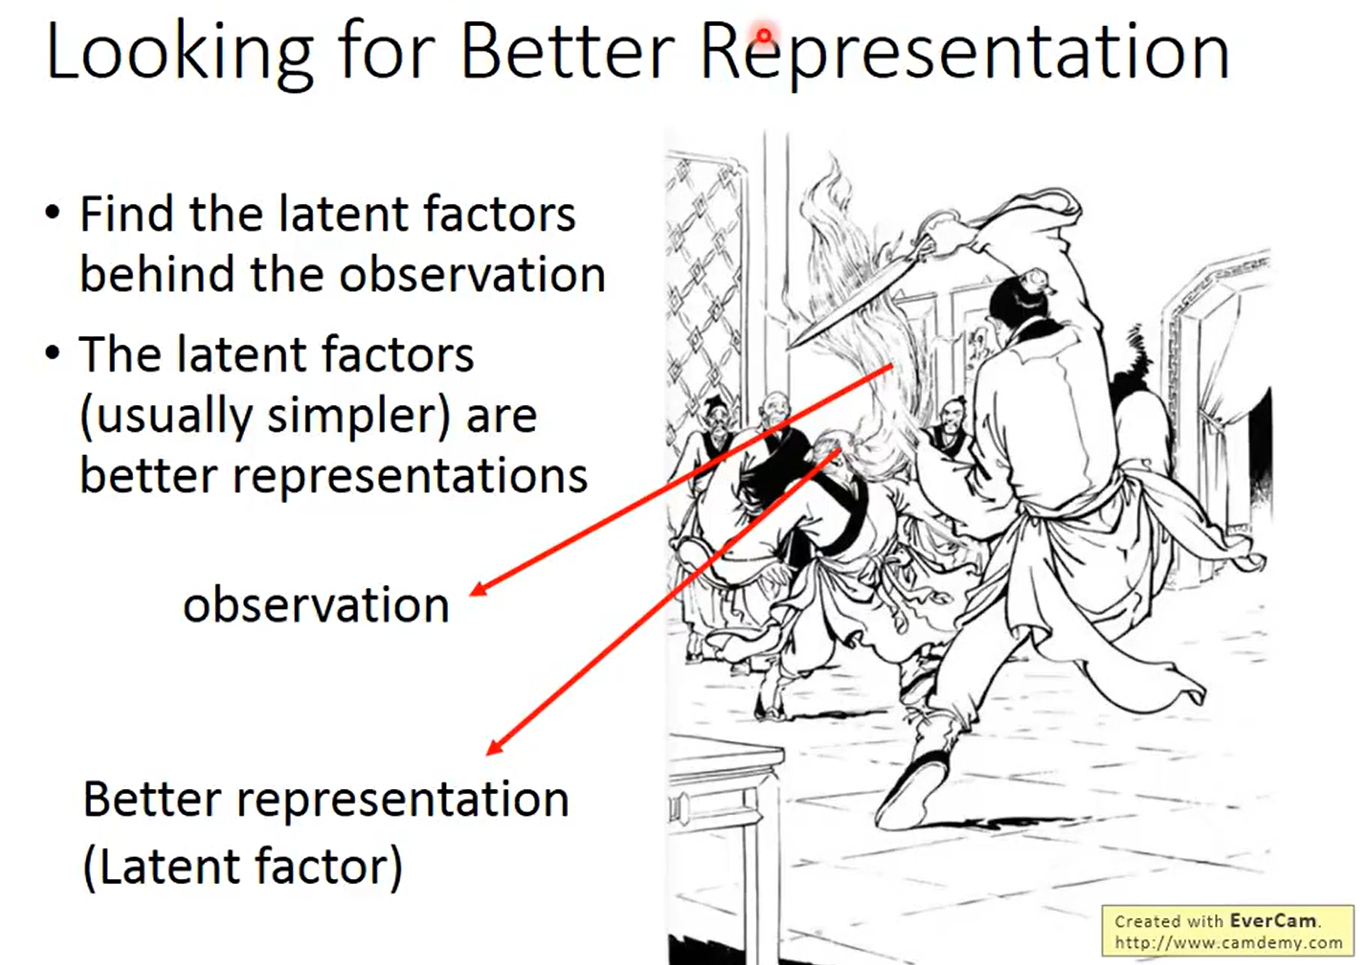 Looking for Better Representation
• Find the latent factors
behind the observation
• The latent factors
(usually simpler) are
better representations
observation
Better representation
(Latent factor)
Created with EverCam.
http://www.camdemy.com